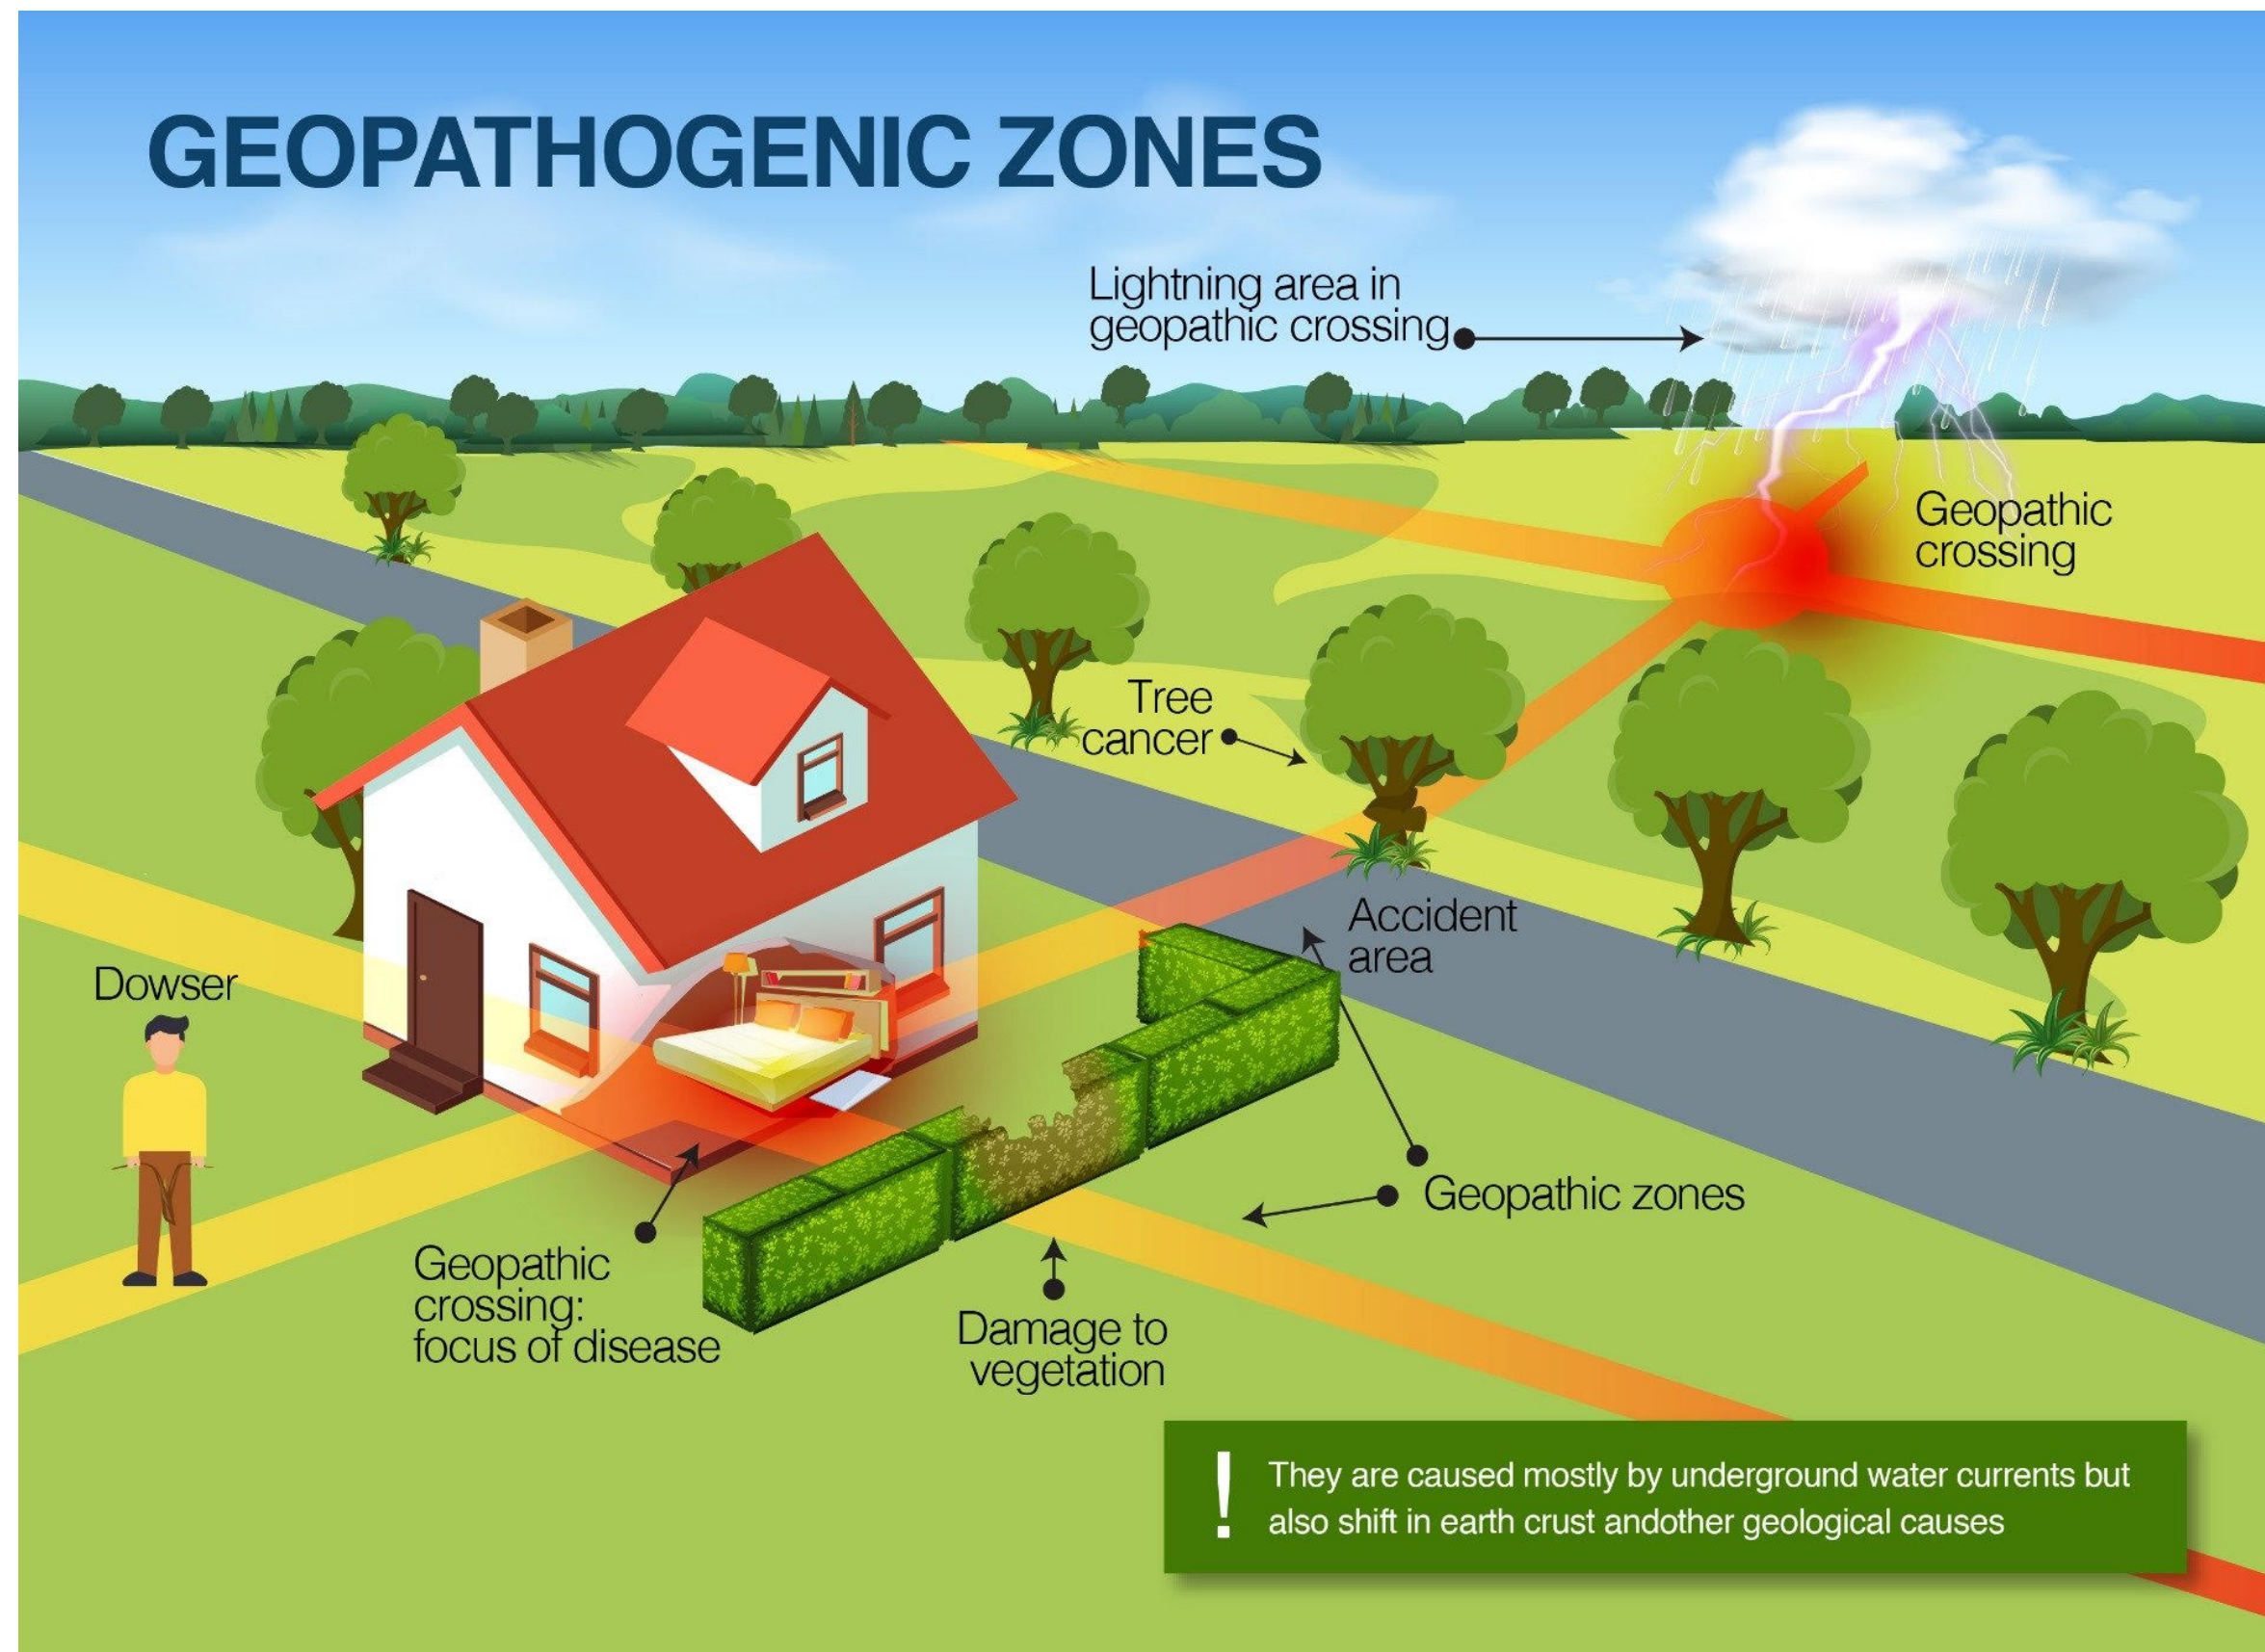 GEOPATHOGENIC ZONES
Lightning area in
geopathic crossing
Geopathic
crossing
Tree
cancer
Accident
area
Dowser
Geopathic zones
Geopathic
crossing:
focus of disease
Damage to
vegetation
! They are caused mostly by underground water currents but
also shift in earth crust andother geological causes